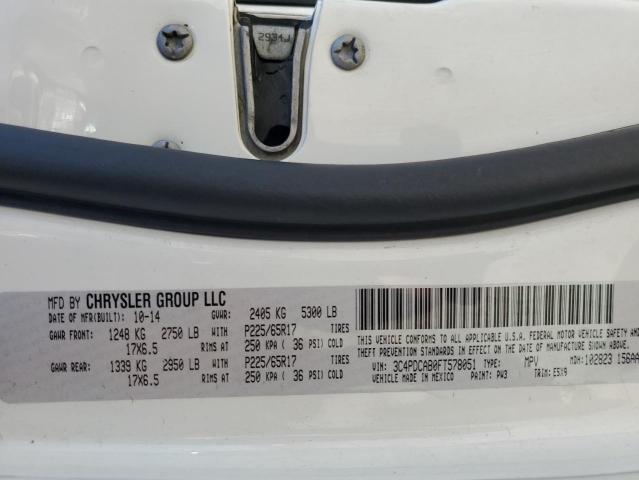 2934J
MFD BY CHRYSLER GROUP LLC
DATE OF MFR(BUILT): 10-14 GVWR: 2405 KG 5300 LB
GAWR FRONT: 1248 KG 2750 LB WITH P225/65R17 TIRES
17X6.5 RIMS AT 250 KPA ( 36 PSI) COLD
GAWR REAR: 1339 KG 2950 LB WITH P225/65R17 TIRES
17X6.5 RIMS AT 250 KPA ( 36 PSI) COLD
THIS VEHICLE CONFORMS TO ALL APPLICABLE U.S.A. FEDERAL MOTOR VEHICLE SAFETY AND
THEFT PREVENTION STANDARDS IN EFFECT ON THE DATE OF MANUFACTURE SHOWN ABOVE.
VIN: 3C4PDCAB0FT578051 TYPE: MPV MDH: 102823 156AA
VEHICLE MADE IN MEXICO PAINT: PW3 TRIM: E5X9